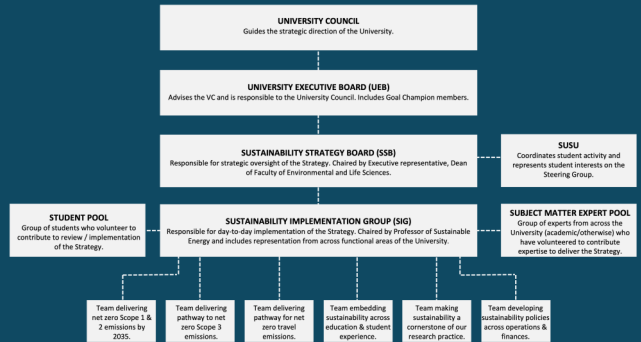 UNIVERSITY COUNCIL
Guides the strategic direction of the University.
UNIVERSITY EXECUTIVE BOARD (UEB)
Advises the VC and is responsible to the University Council. Includes Goal Champion members.
SUSTAINABILITY STRATEGY BOARD (SSB)
Responsible for strategic oversight of the Strategy. Chaired by Executive representative, Dean
of Faculty of Environmental and Life Sciences.
SUSU
Coordinates student activity and
represents student interests on the
Steering Group.
STUDENT POOL
Group of students who volunteer to
contribute to review / implementation
of the Strategy.
SUSTAINABILITY IMPLEMENTATION GROUP (SIG)
Responsible for day-to-day implementation of the Strategy. Chaired by Professor of Sustainable
Energy and includes representation from across functional areas of the University.
SUBJECT MATTER EXPERT POOL
Group of experts from across the
University (academic/otherwise) who
have volunteered to contribute
expertise to deliver the Strategy.
Team delivering
net zero Scope 1 &
2 emissions by
2035.
Team delivering
pathway to net
zero Scope 3
emissions.
Team delivering
pathway for net
zero travel
emissions.
Team embedding
sustainability across
education & student
experience.
Team making
sustainability a
cornerstone of our
research practice.
Team developing
sustainability policies
across operations &
finances.